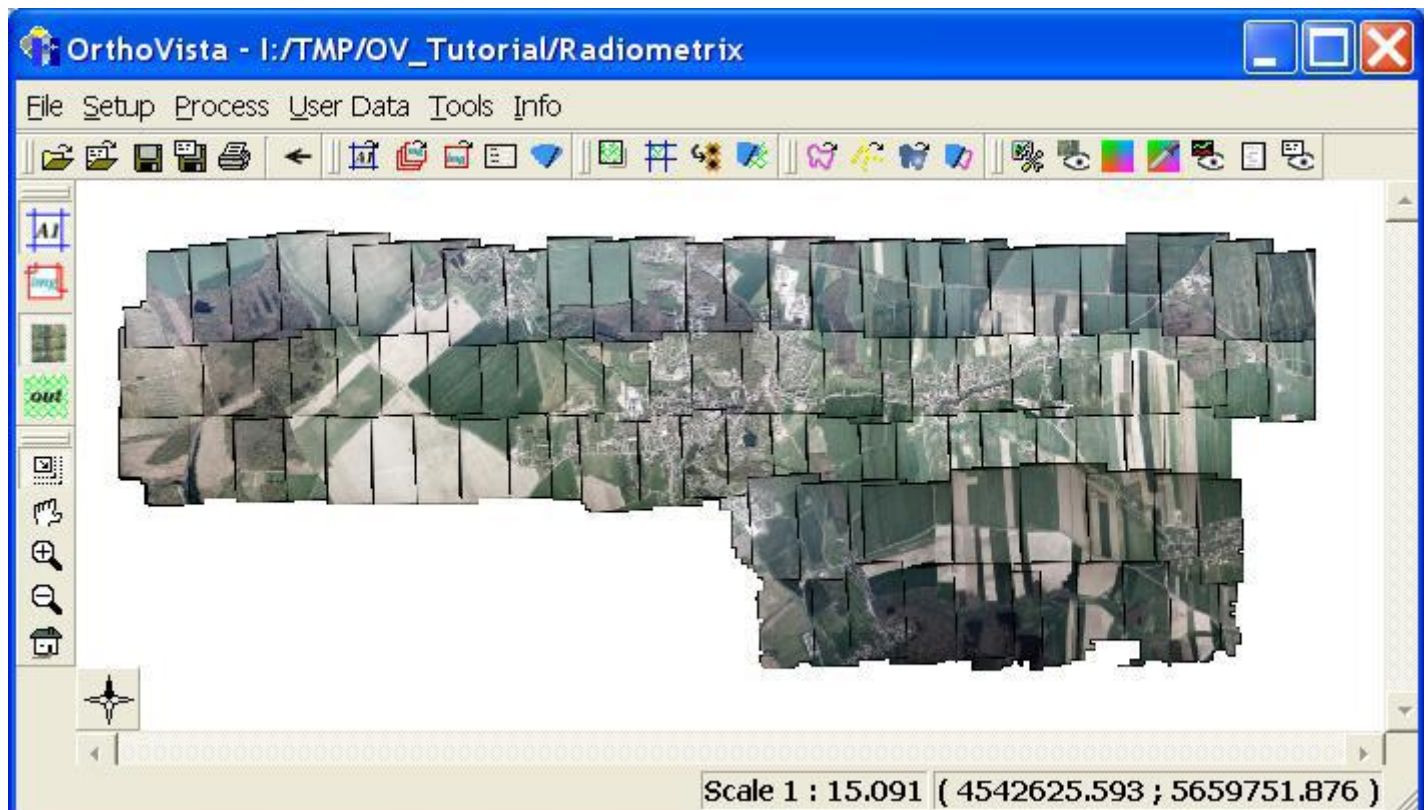 OrthoVista - I:/TMP/OV_Tutorial/Radiometrix
File Setup Process User Data Tools Info
AI
out
Scale 1 : 15.091 ( 4542625.593 ; 5659751.876 )